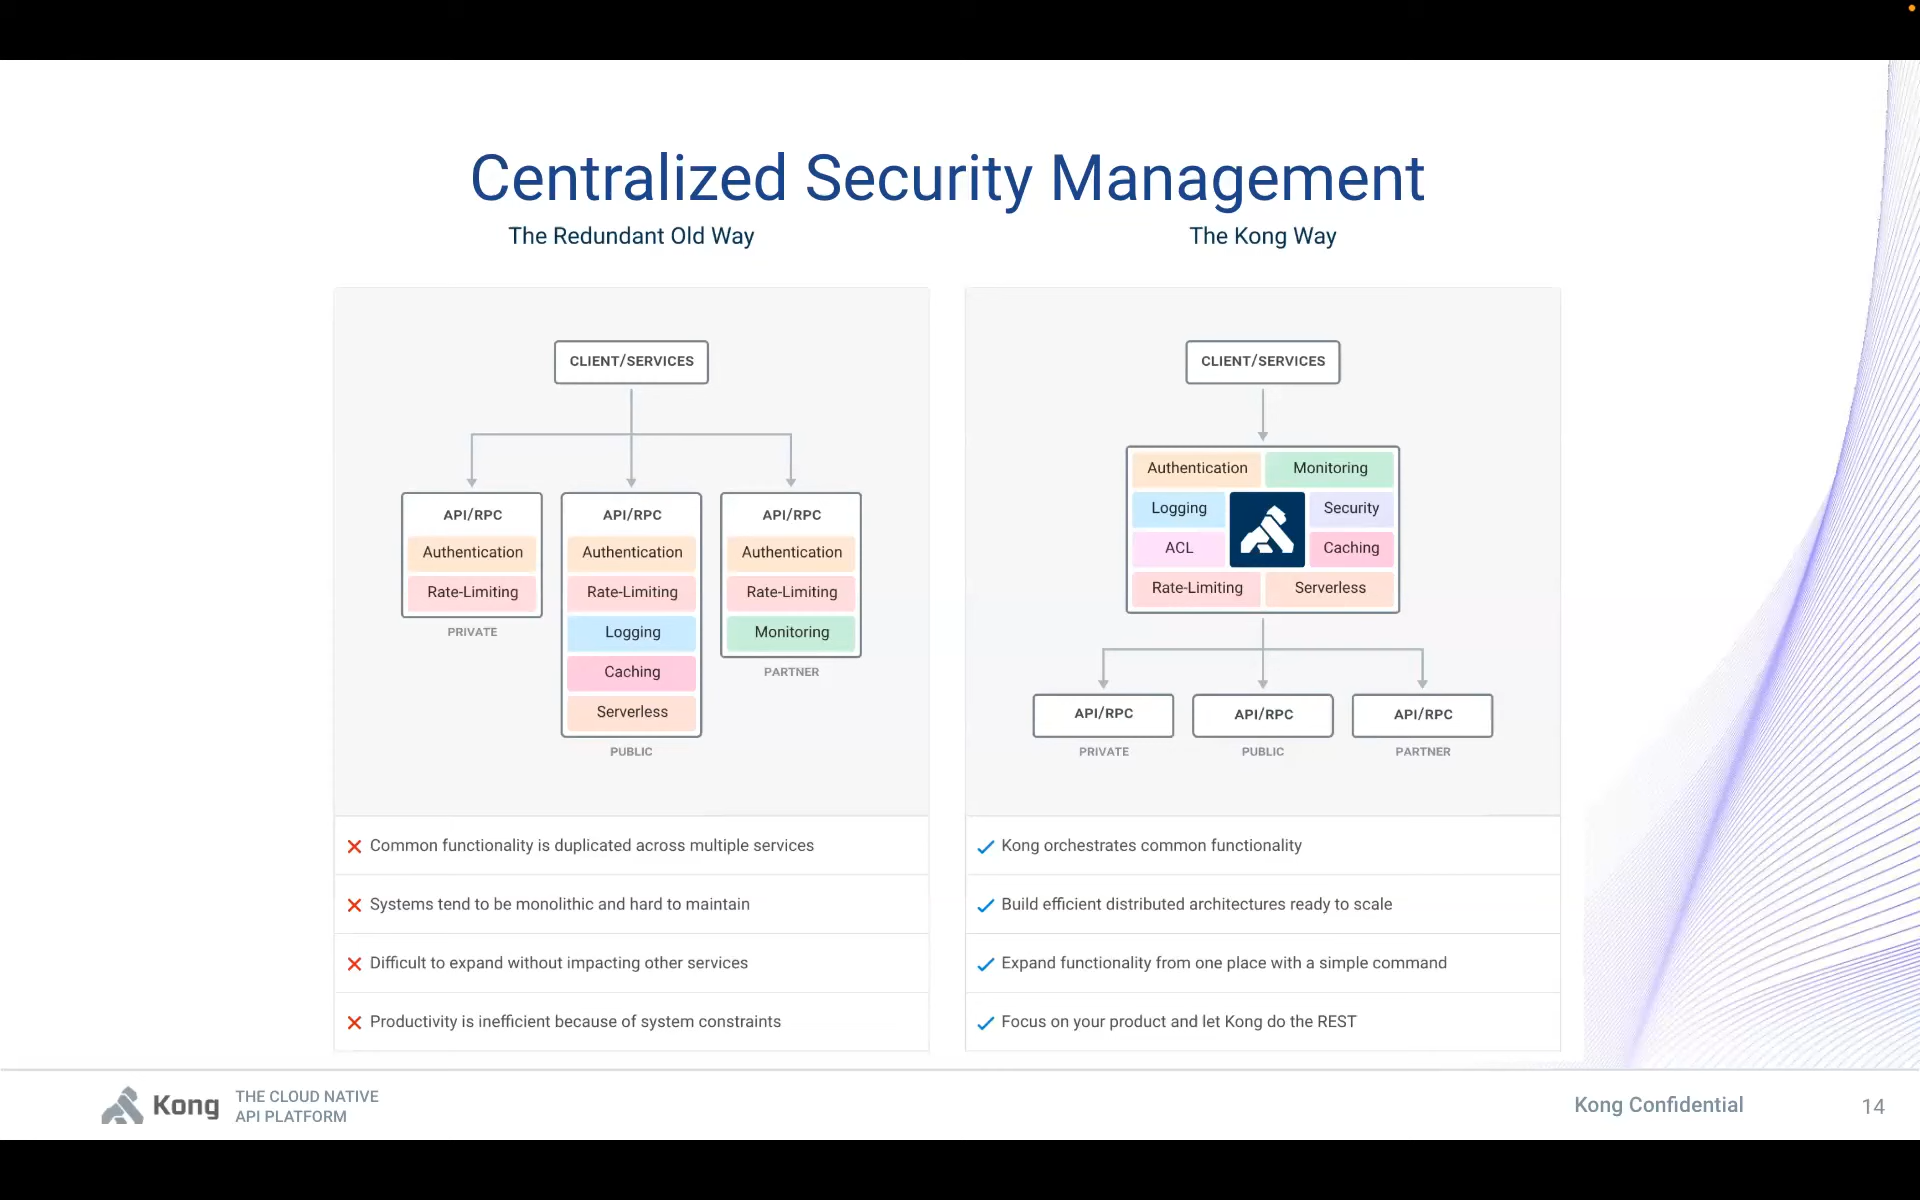 Centralized Security Management
The Redundant Old Way
CLIENT/SERVICES
API/RPC
Authentication
Rate-Limiting
PRIVATE
API/RPC
Authentication
Rate-Limiting
Logging
Caching
Serverless
PUBLIC
API/RPC
Authentication
Rate-Limiting
Monitoring
PARTNER
Common functionality is duplicated across multiple services
Systems tend to be monolithic and hard to maintain
Difficult to expand without impacting other services
Productivity is inefficient because of system constraints
The Kong Way
CLIENT/SERVICES
Authentication
Monitoring
Logging
Security
ACL
Caching
Rate-Limiting
Serverless
API/RPC
PRIVATE
API/RPC
PUBLIC
API/RPC
PARTNER
Kong orchestrates common functionality
Build efficient distributed architectures ready to scale
Expand functionality from one place with a simple command
Focus on your product and let Kong do the REST
Kong
THE CLOUD NATIVE
API PLATFORM
Kong Confidential
14